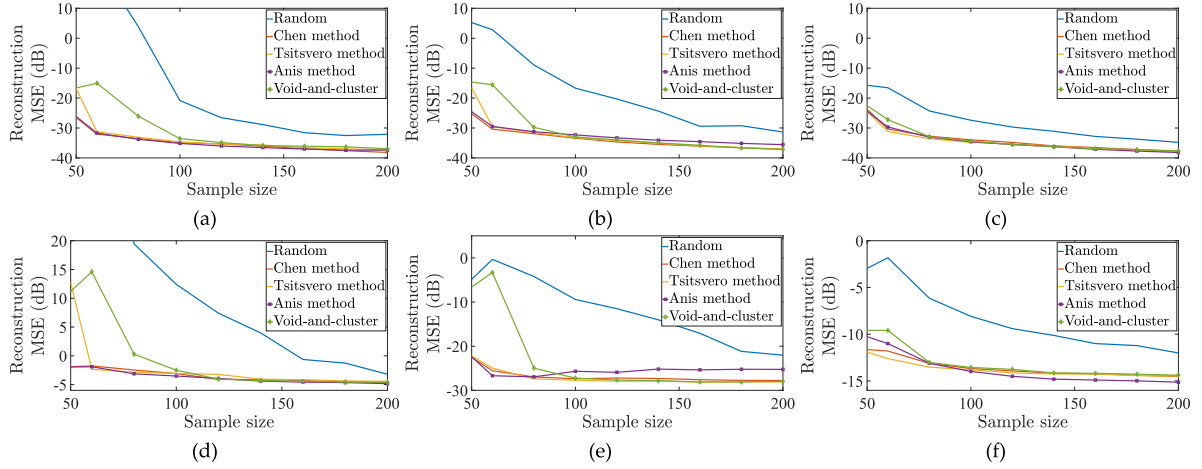 10
0
-10
-20
-30
-40
50
100
150
200
Reconstruction
MSE (dB)
Sample size
Random
Chen method
Tsitsvero method
Anis method
Void-and-cluster
(a)
10
0
-10
-20
-30
-40
50
100
150
200
Reconstruction
MSE (dB)
Sample size
Random
Chen method
Tsitsvero method
Anis method
Void-and-cluster
(b)
10
0
-10
-20
-30
-40
50
100
150
200
Reconstruction
MSE (dB)
Sample size
Random
Chen method
Tsitsvero method
Anis method
Void-and-cluster
(c)
20
15
10
5
0
-5
50
100
150
200
Reconstruction
MSE (dB)
Sample size
Random
Chen method
Tsitsvero method
Anis method
Void-and-cluster
(d)
0
-10
-20
-30
50
100
150
200
Reconstruction
MSE (dB)
Sample size
Random
Chen method
Tsitsvero method
Anis method
Void-and-cluster
(e)
0
-5
-10
-15
50
100
150
200
Reconstruction
MSE (dB)
Sample size
Random
Chen method
Tsitsvero method
Anis method
Void-and-cluster
(f)